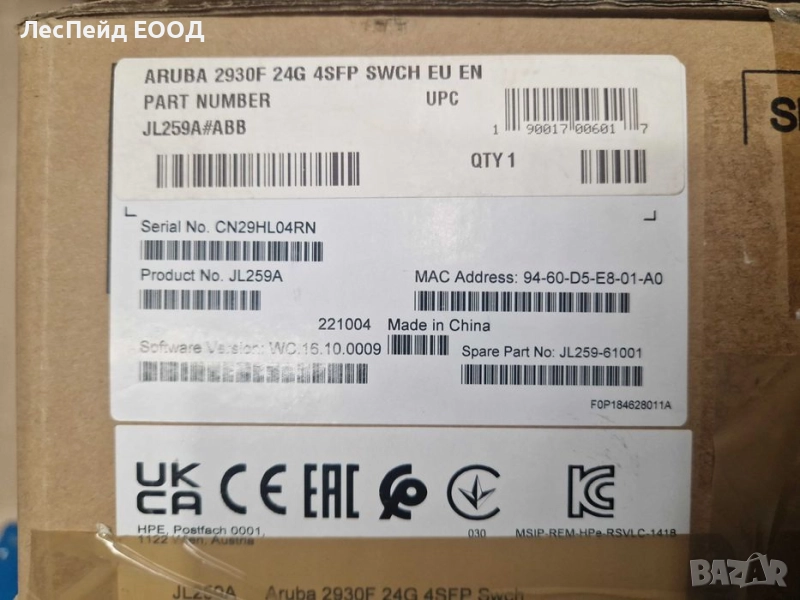 ЛесПейд ЕООД
ARUBA 2930F 24G 4SFP SWCH EU EN
PART NUMBER UPC
JL259A#ABB
1 90017 00601 7
QTY 1
Serial No. CN29HL04RN
Product No. JL259A
MAC Address: 94-60-D5-E8-01-A0
221004 Made in China
Software Version: WC.16.10.0009
Spare Part No: JL259-61001
F0P184628011A
UK
CA CE EAC
HPE, Postfach 0001,
1122 Wien, Austria
030
MSIP-REM-HPe-RSVLC-1418
JL259A Aruba 2930F 24G 4SFP Swch
BAZAR